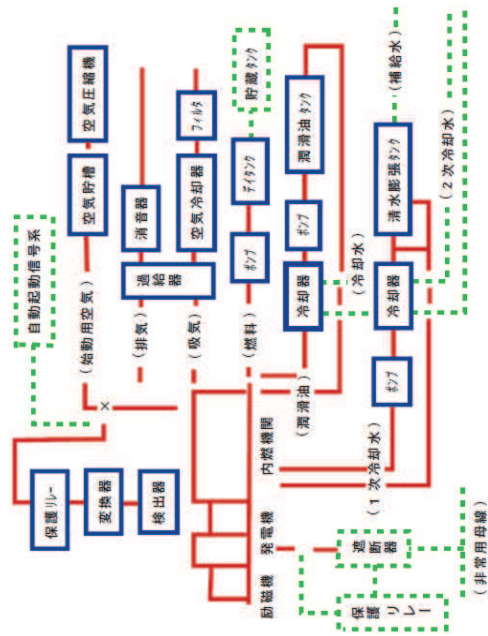 自動起動信号系
空気貯槽
空気圧縮機
(始動用空気)
(排気)
消音器
過給器
(吸気)
空気冷却器
フィルタ
(燃料)
ポンプ
デイタンク
貯蔵タンク
(潤滑油)
冷却器
ポンプ
潤滑油タンク
(冷却水)
(1次冷却水)
ポンプ
冷却器
清水膨張タンク
(補給水)
(2次冷却水)
×
保護リレー
変換器
検出器
励磁機
発電機
内燃機関
遮断器
保護リレー
(非常用母線)